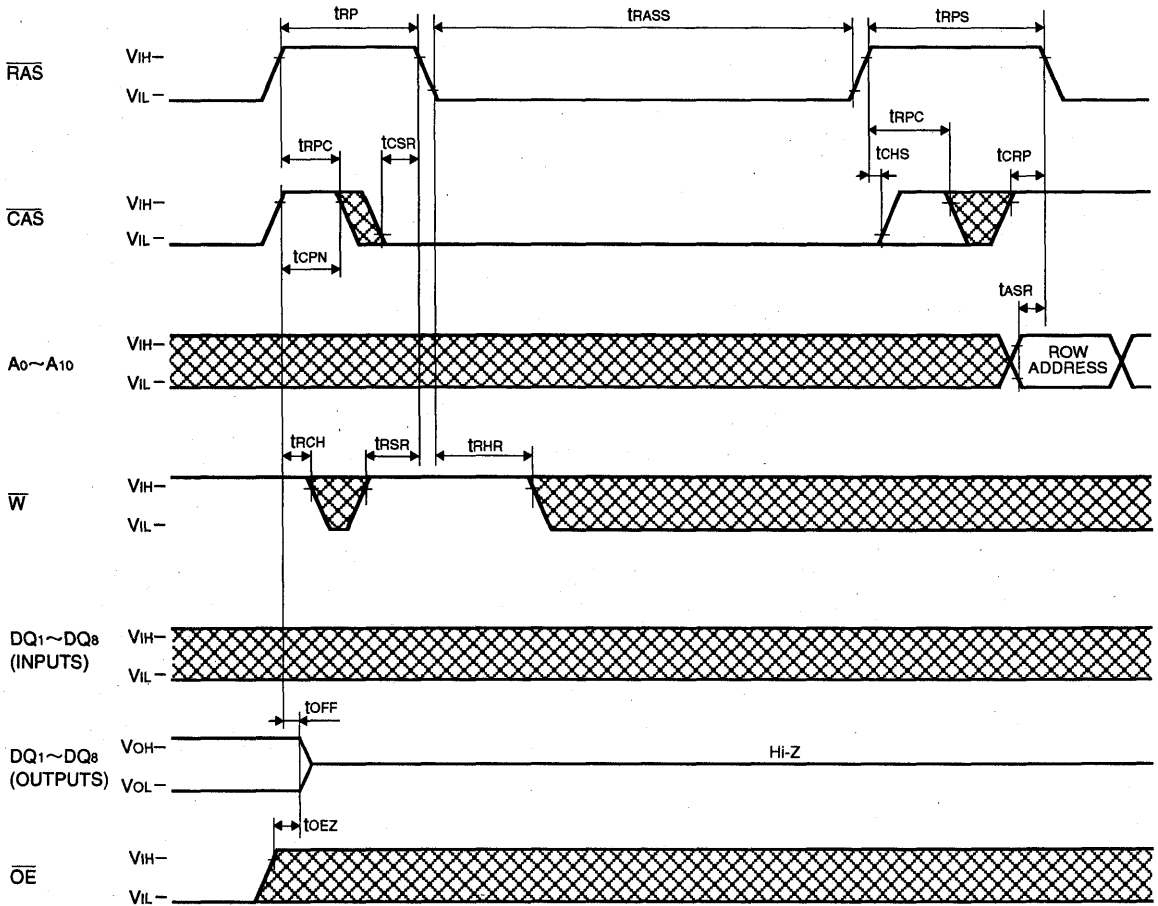 tRP
tRASS
tRPS
RAS
VIH
VIL
tRPC
tCSR
tCHS
tRPC
tCRP
CAS
VIH
VIL
tCPN
tASR
A0~A10
VIH
VIL
ROW
ADDRESS
tRCH
tRSR
tRHR
W
VIH
VIL
DQ1~DQ8
(INPUTS)
VIH
VIL
tOFF
DQ1~DQ8
(OUTPUTS)
VOH
VOL
Hi-Z
tOEZ
OE
VIH
VIL